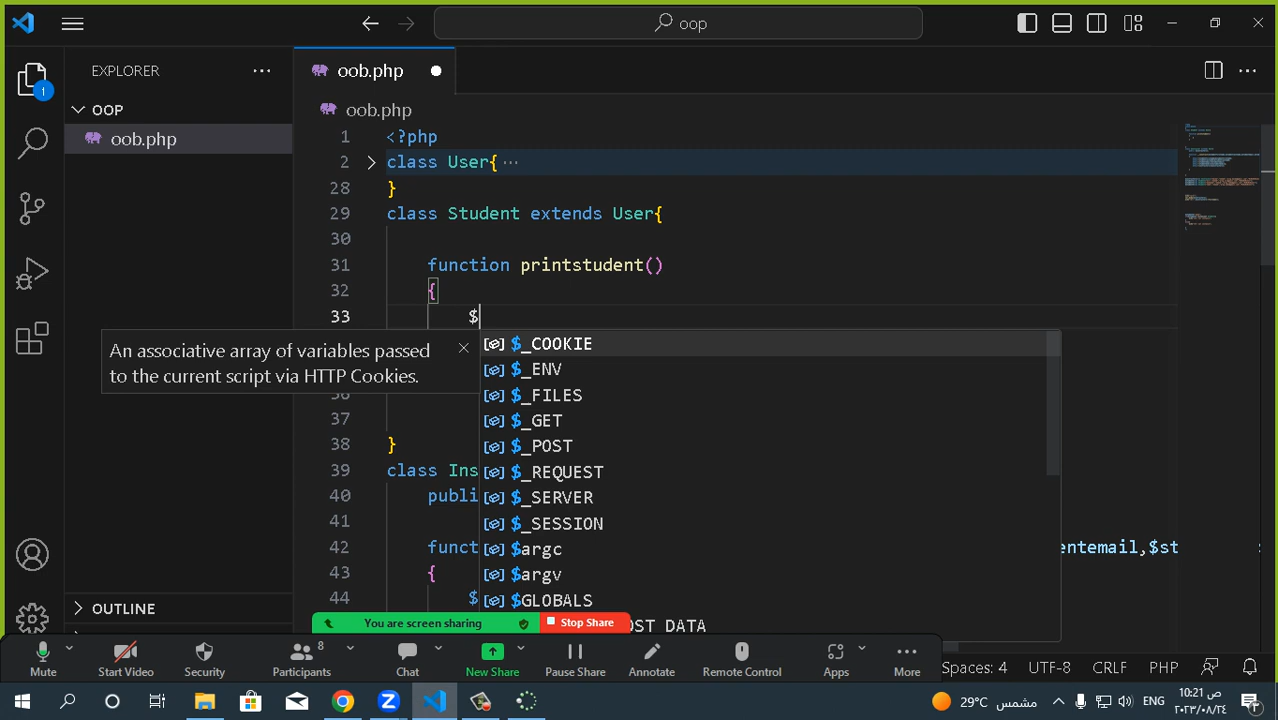 oop
EXPLORER
oob.php
OOP
1
oob.php
oob.php
1 <?php
2 class User{ ···
28 }
29 class Student extends User{
30
31 function printstudent()
32 {
33 $
An associative array of variables passed
to the current script via HTTP Cookies.
$_COOKIE
$_ENV
$_FILES
$_GET
$_POST
$_REQUEST
$_SERVER
$_SESSION
$argc
$argv
$GLOBALS
37
38 }
39 class Ins
40 publi
41
42 funct entemail,$st
43 {
44 $
OUTLINE
You are screen sharing
Stop Share
OST_DATA
Mute
Start Video
Security
Participants
8
Chat
New Share
Pause Share
Annotate
Remote Control
Apps
More
Spaces: 4
UTF-8
CRLF
PHP
29°C مشمس
ENG
10:21 ص
٢٠٢٣/٠٨/٢٤